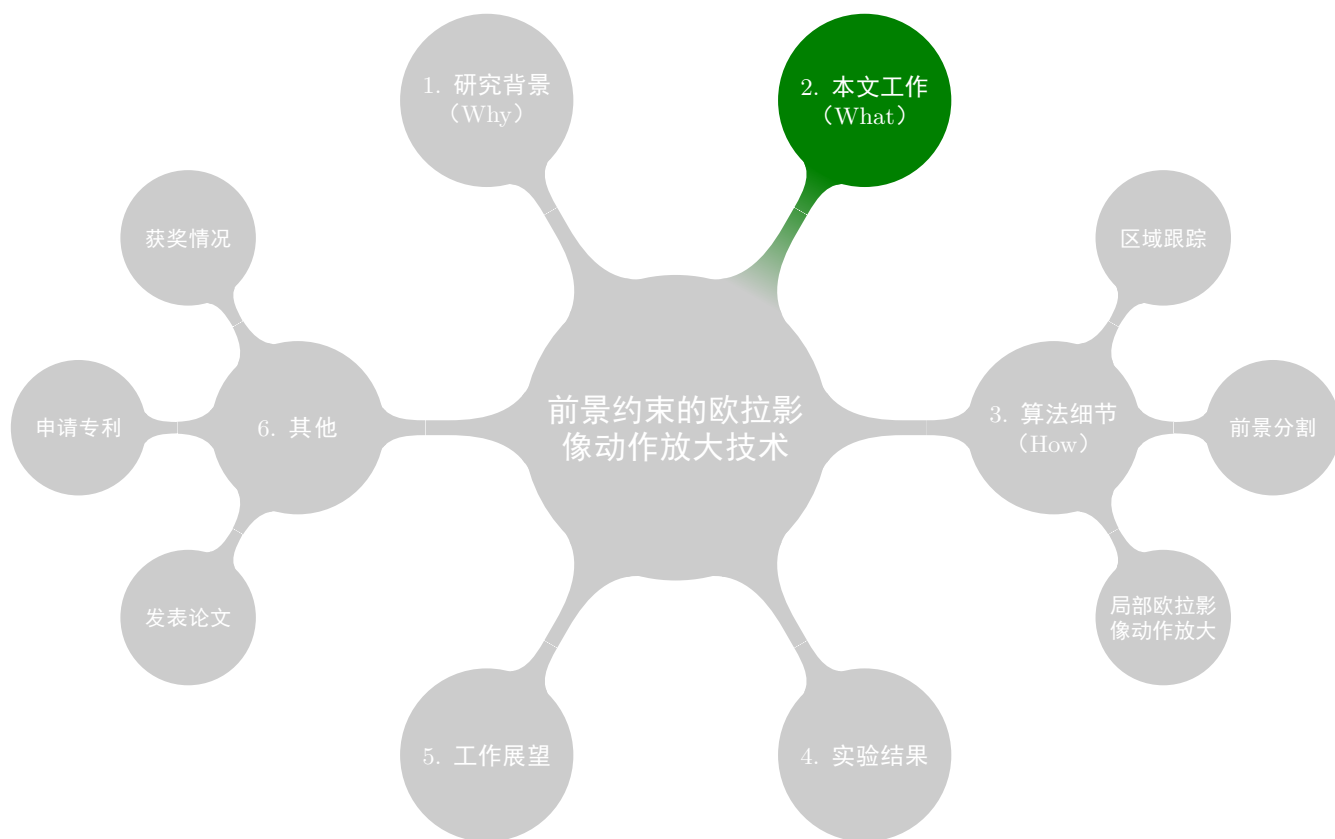 1. 研究背景
（Why）
2. 本文工作
（What）
获奖情况
区域跟踪
申请专利
6. 其他
前景约束的欧拉影
像动作放大技术
3. 算法细节
（How）
前景分割
发表论文
局部欧拉影
像动作放大
5. 工作展望
4. 实验结果